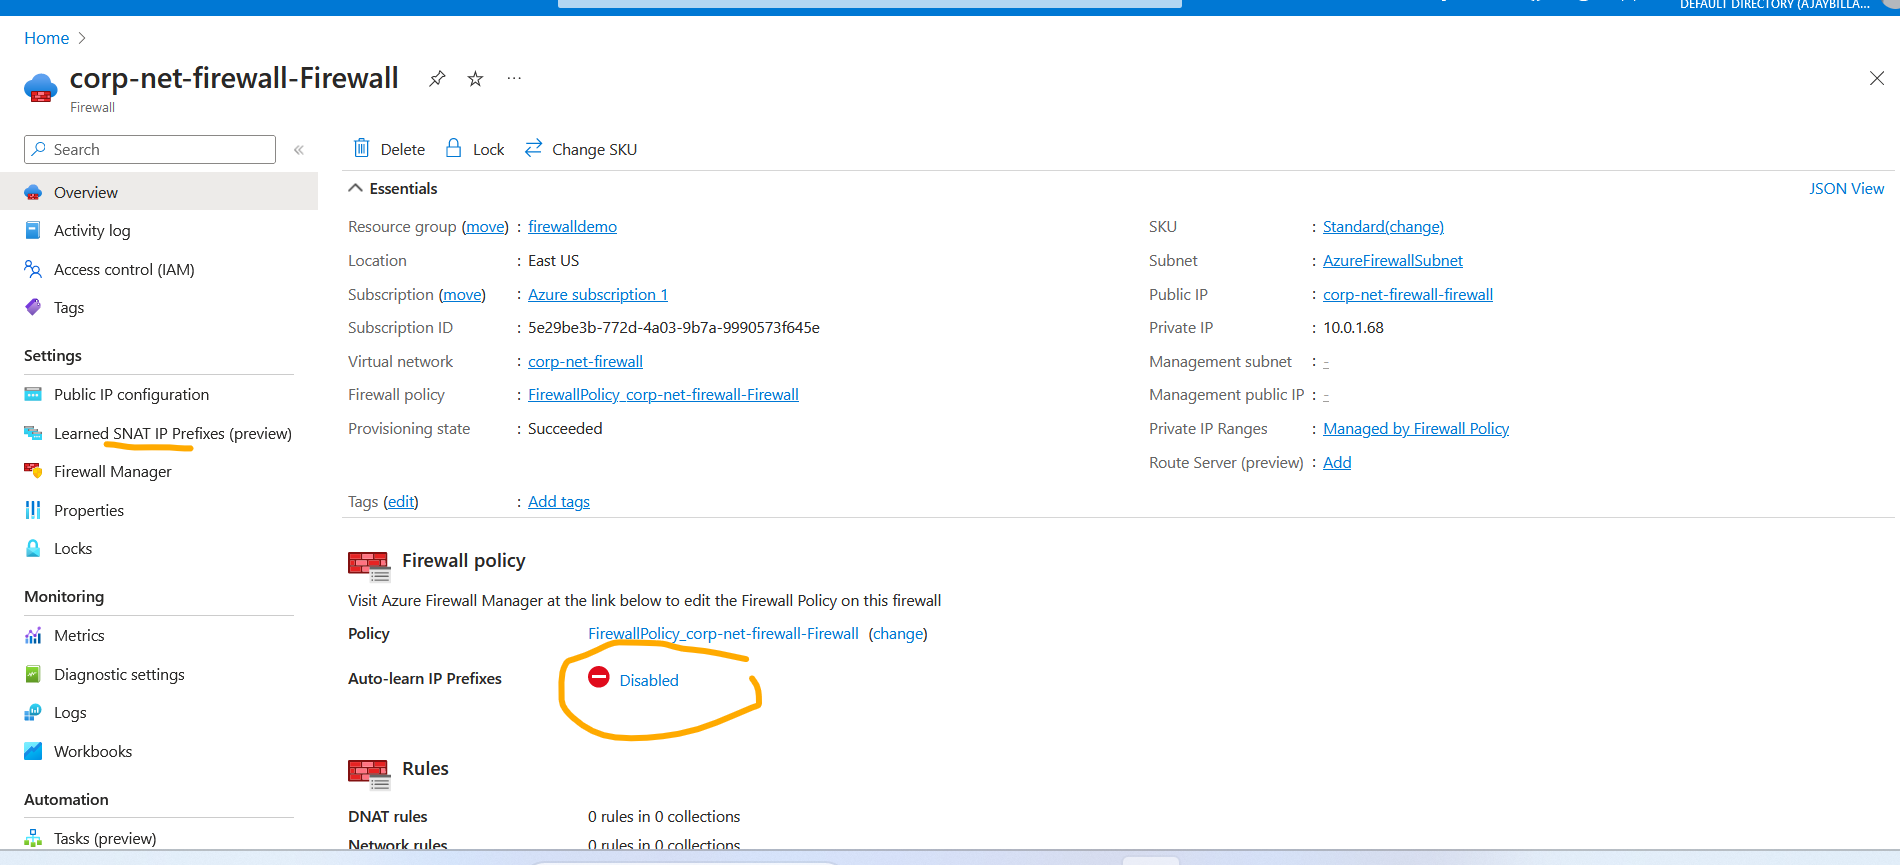 DEFAULT DIRECTORY (AJAYBILLA...
Home
corp-net-firewall-Firewall
...
Firewall
Search
«
Delete
Lock
Change SKU
Overview
Activity log
Access control (IAM)
Tags
Settings
Public IP configuration
Learned SNAT IP Prefixes (preview)
Firewall Manager
Properties
Locks
Monitoring
Metrics
Diagnostic settings
Logs
Workbooks
Automation
Tasks (preview)
Essentials
JSON View
Resource group (move) : firewalldemo
Location : East US
Subscription (move) : Azure subscription 1
Subscription ID : 5e29be3b-772d-4a03-9b7a-9990573f645e
Virtual network : corp-net-firewall
Firewall policy : FirewallPolicy_corp-net-firewall-Firewall
Provisioning state : Succeeded
SKU : Standard(change)
Subnet : AzureFirewallSubnet
Public IP : corp-net-firewall-firewall
Private IP : 10.0.1.68
Management subnet : -
Management public IP : -
Private IP Ranges : Managed by Firewall Policy
Route Server (preview) : Add
Tags (edit) : Add tags
Firewall policy
Visit Azure Firewall Manager at the link below to edit the Firewall Policy on this firewall
Policy FirewallPolicy_corp-net-firewall-Firewall (change)
Auto-learn IP Prefixes Disabled
Rules
DNAT rules 0 rules in 0 collections
Network rules 0 rules in 0 collections